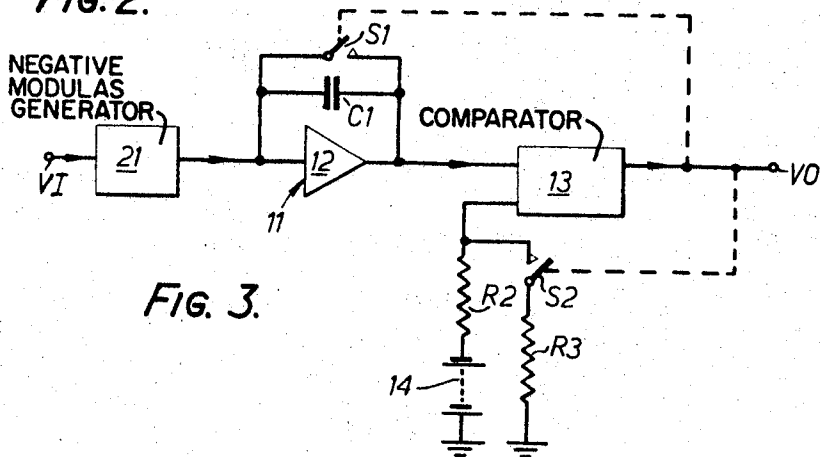 FIG. 2.
S1
NEGATIVE
MODULAS
GENERATOR
C1
COMPARATOR
21
12
13
VI
VO
11
FIG. 3.
R2
S2
R3
14